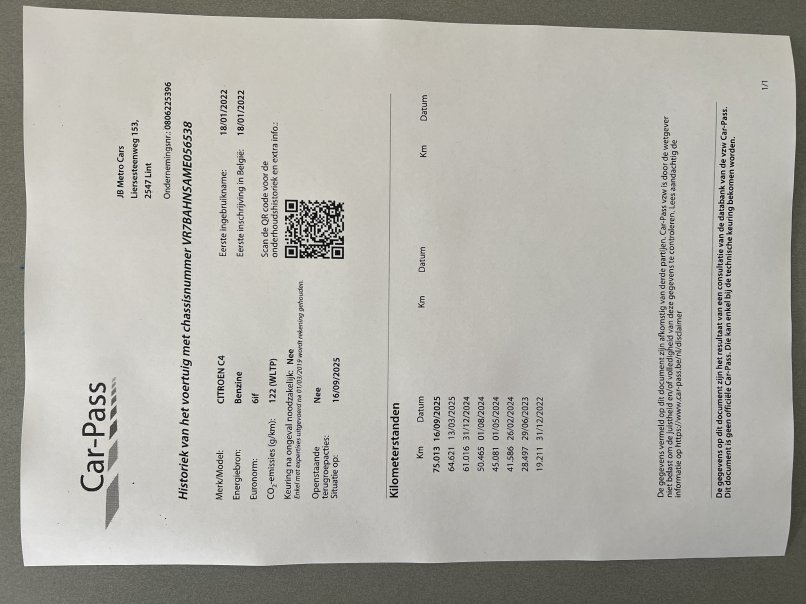 Car-Pass
JB Metro Cars
Liersesteenweg 153,
2547 Lint
Ondernemingsnr.: 0806225396
Historiek van het voertuig met chassisnummer VR7BAHNSAME056538
Merk/Model: CITROEN C4
Energiebron: Benzine
Euronorm: 6if
CO2-emissies (g/km): 122 (WLTP)
Keuring na ongeval noodzakelijk: Nee
Enkel met expertises uitgevoerd na 01/03/2019 wordt rekening gehouden.
Openstaande Nee
terugroepacties:
Situatie op: 16/09/2025
Eerste ingebruikname: 18/01/2022
Eerste inschrijving in België: 18/01/2022
Scan de QR code voor de
onderhoudshistoriek en extra info.:
Kilometerstanden
Km Datum Km Datum Km Datum
75.013 16/09/2025
64.621 13/03/2025
61.016 31/12/2024
50.465 01/08/2024
45.081 01/05/2024
41.586 26/02/2024
28.497 29/06/2023
19.211 31/12/2022
De gegevens vermeld op dit document zijn afkomstig van derde partijen. Car-Pass vzw is door de wetgever
niet belast om de juistheid en/of volledigheid van deze gegevens te controleren. Lees aandachtig de
informatie op https://www.car-pass.be/nl/disclaimer
De gegevens op dit document zijn het resultaat van een consultatie van de databank van de vzw Car-Pass.
Dit document is geen officiële Car-Pass. Die kan enkel bij de technische keuring bekomen worden.
1/1